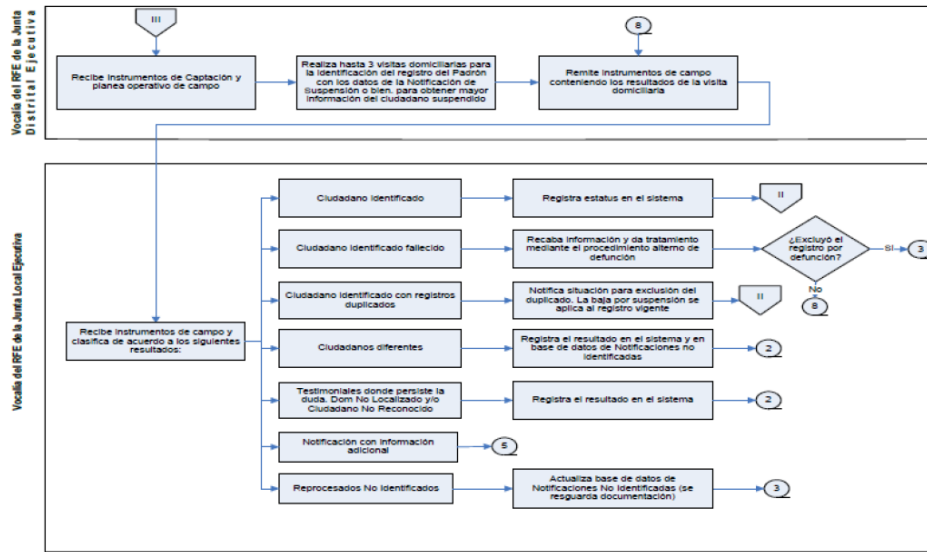 Vocalía del RFE de la Junta
Distrital Ejecutiva
III
8
Recibe Instrumentos de Captación y
planea operativo de campo
Realiza hasta 3 visitas domiciliarias para
la identificación del registro del Padrón
con los datos de la Notificación de
Suspensión o bien, para obtener mayor
información del ciudadano suspendido
Remite instrumentos de campo
conteniendo los resultados de la visita
domiciliaria
Vocalía del RFE de la Junta Local Ejecutiva
Recibe instrumentos de campo y
clasifica de acuerdo a los siguientes
resultados:
Ciudadano Identificado
Registra estatus en el sistema
II
Ciudadano Identificado fallecido
Recaba información y da tratamiento
mediante el procedimiento alterno de
defunción
¿Excluyó el
registro por
defunción?
Sí
3
No
8
Ciudadano Identificado con registros
duplicados
Notifica situación para exclusión del
duplicado. La baja por suspensión se
aplica al registro vigente
II
Ciudadanos diferentes
Registra el resultado en el sistema y en
base de datos de Notificaciones no
Identificadas
2
Testimoniales donde persiste la
duda. Dom No Localizado y/o
Ciudadano No Reconocido
Registra el resultado en el sistema
2
Notificación con Información
adicional
5
Reprocesados No Identificados
Actualiza base de datos de
Notificaciones No Identificadas (se
resguarda documentación)
3